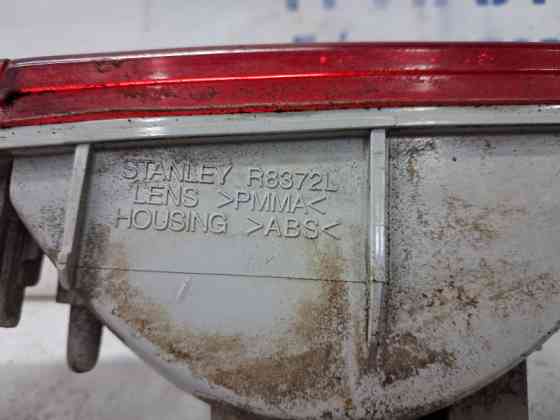 STANLEY R8372L
LENS >PMMA<
HOUSING >ABS<